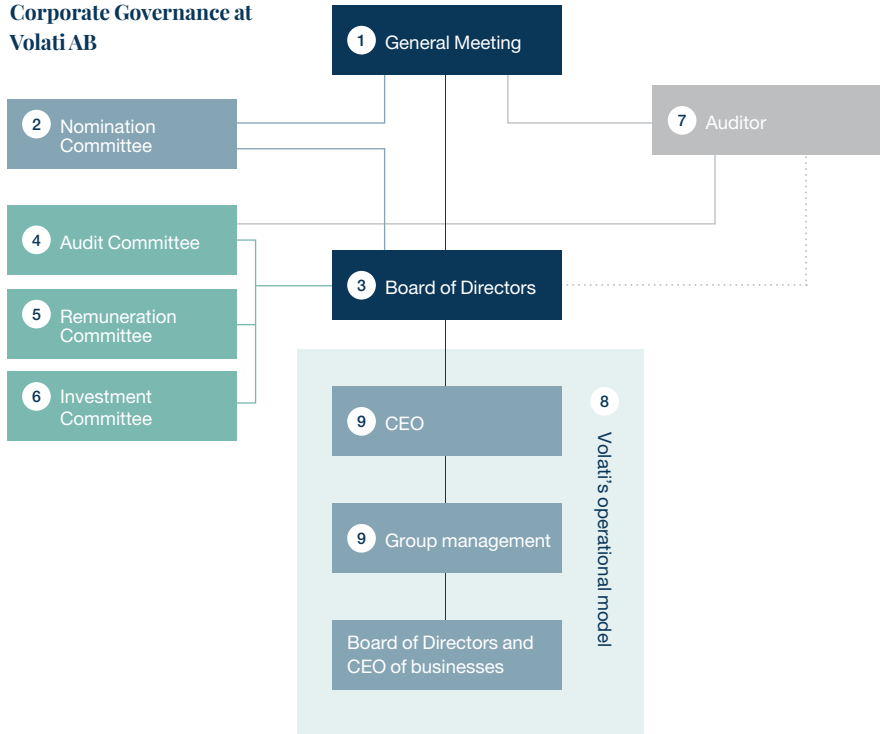 Corporate Governance at
Volati AB
1 General Meeting
2 Nomination
Committee
7 Auditor
4 Audit Committee
3 Board of Directors
5 Remuneration
Committee
6 Investment
Committee
9 CEO
8
Volati's operational model
9 Group management
Board of Directors and
CEO of businesses